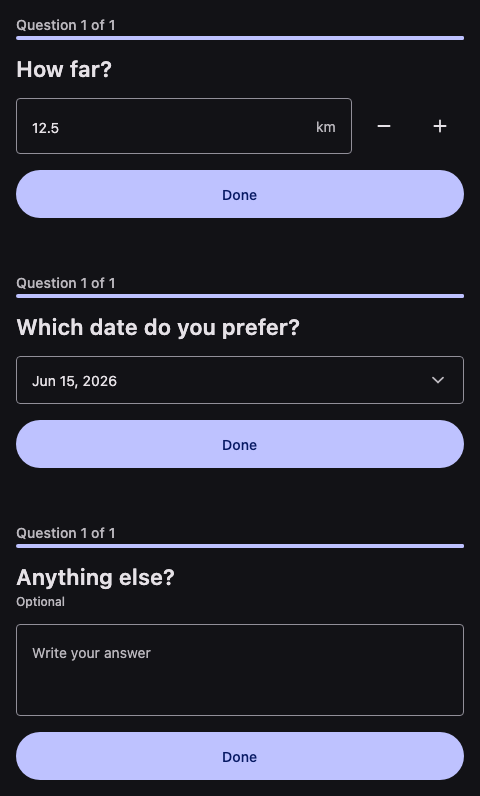 Question 1 of 1
How far?
12.5 km
Done
Question 1 of 1
Which date do you prefer?
Jun 15, 2026
Done
Question 1 of 1
Anything else?
Optional
Write your answer
Done